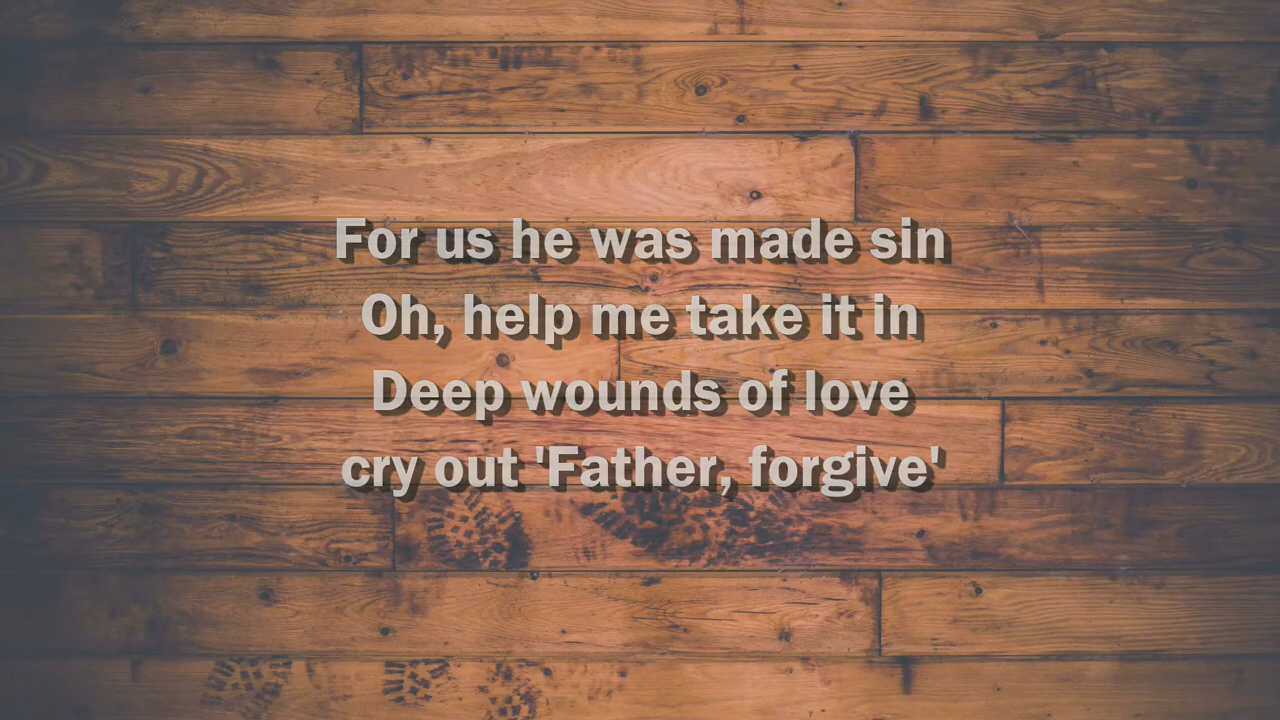 For us he was made sin
Oh, help me take it in
Deep wounds of love
cry out 'Father, forgive'